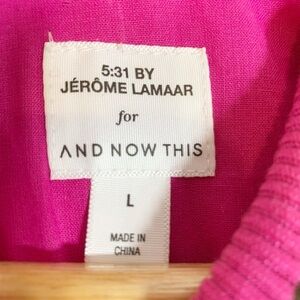 5:31 BY
JÉRÔME LAMAAR
for
AND NOW THIS
L
MADE IN
CHINA